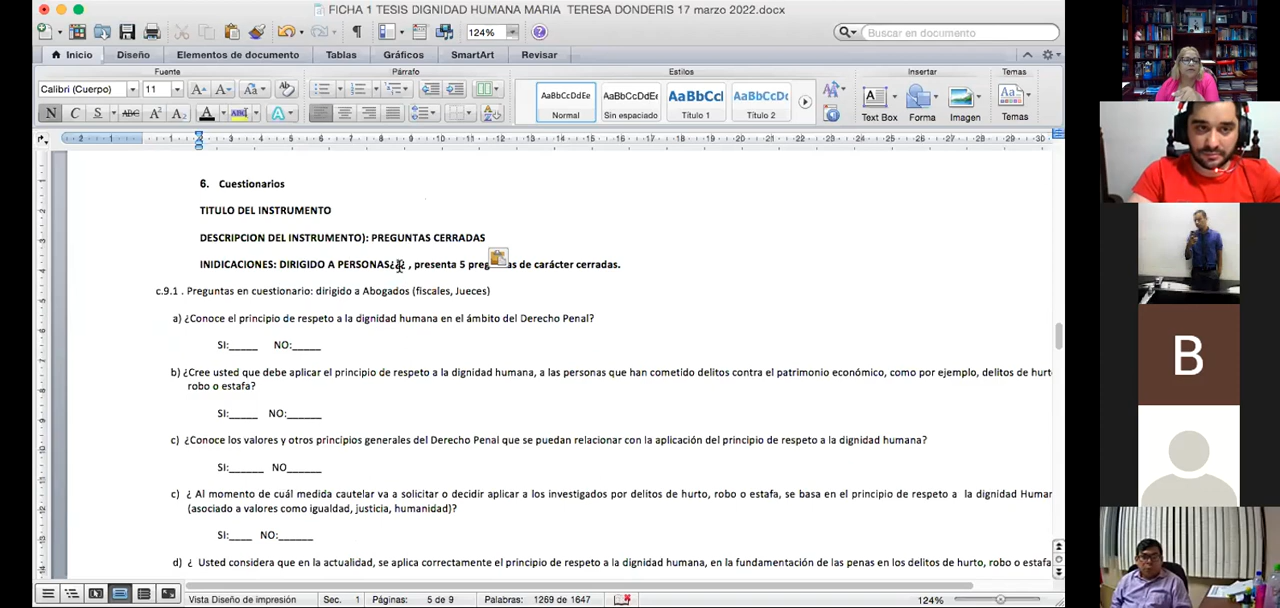 FICHA 1 TESIS DIGNIDAD HUMANA MARIA TERESA DONDERIS 17 marzo 2022.docx
124%
Buscar en documento
Inicio
Diseño
Elementos de documento
Tablas
Gráficos
SmartArt
Revisar
Fuente
Párrafo
Estilos
Insertar
Temas
Calibri (Cuerpo)
11
AaBbCcDdEe
AaBbCcDdEe
AaBbCcI
AaBbCcDc
Normal
Sin espaciado
Título 1
Título 2
Text Box
Forma
Imagen
Temas
6. Cuestionarios
TITULO DEL INSTRUMENTO
DESCRIPCION DEL INSTRUMENTO): PREGUNTAS CERRADAS
INIDICACIONES: DIRIGIDO A PERSONAS¿ , presenta 5 preg as de carácter cerradas.
c.9.1 . Preguntas en cuestionario: dirigido a Abogados (fiscales, Jueces)
a) ¿Conoce el principio de respeto a la dignidad humana en el ámbito del Derecho Penal?
SI:_____ NO:_____
b) ¿Cree usted que debe aplicar el principio de respeto a la dignidad humana, a las personas que han cometido delitos contra el patrimonio económico, como por ejemplo, delitos de hurt
robo o estafa?
SI:_____ NO:______
c) ¿Conoce los valores y otros principios generales del Derecho Penal que se puedan relacionar con la aplicación del principio de respeto a la dignidad humana?
SI:______ NO______
c) ¿ Al momento de cuál medida cautelar va a solicitar o decidir aplicar a los investigados por delitos de hurto, robo o estafa, se basa en el principio de respeto a la dignidad Humar
(asociado a valores como igualdad, justicia, humanidad)?
SI:____ NO:______
d) ¿ Usted considera que en la actualidad, se aplica correctamente el principio de respeto a la dignidad humana, en la fundamentación de las penas en los delitos de hurto, robo o estafa
Vista Diseño de impresión
Sec. 1
Páginas: 5 de 9
Palabras: 1269 de 1647
124%
B